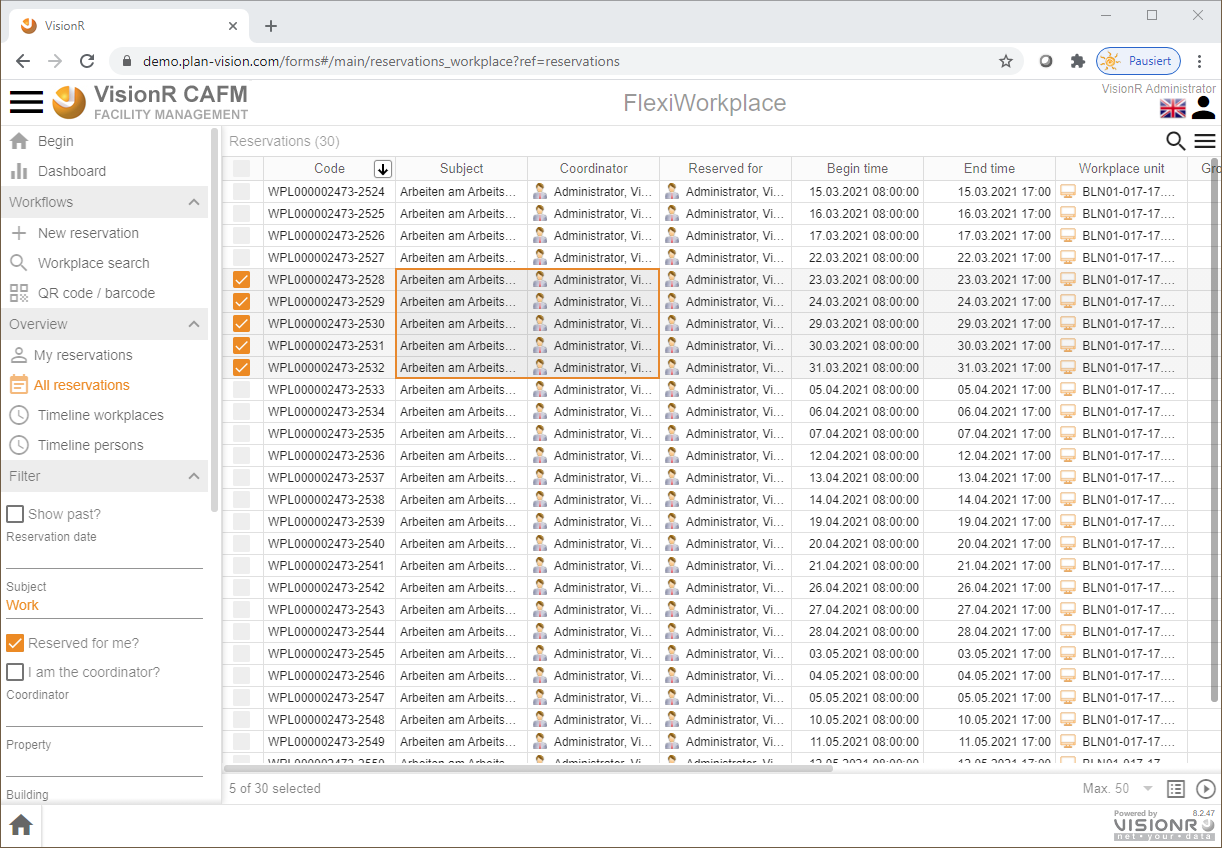 VisionR
demo.plan-vision.com/forms#/main/reservations_workplace?ref=reservations
Pausiert
VisionR CAFM
FACILITY MANAGEMENT
FlexiWorkplace
VisionR Administrator
Begin
Dashboard
Workflows
New reservation
Workplace search
QR code / barcode
Overview
My reservations
All reservations
Timeline workplaces
Timeline persons
Filter
Show past?
Reservation date
Subject
Work
Reserved for me?
I am the coordinator?
Coordinator
Property
Building
Reservations (30)
Code Subject Coordinator Reserved for Begin time End time Workplace unit Gro
WPL000002473-2524 Arbeiten am Arbeits... Administrator, Vi... Administrator, Vi... 15.03.2021 08:00:00 15.03.2021 17:00 BLN01-017-17....
WPL000002473-2525 Arbeiten am Arbeits... Administrator, Vi... Administrator, Vi... 16.03.2021 08:00:00 16.03.2021 17:00 BLN01-017-17....
WPL000002473-2526 Arbeiten am Arbeits... Administrator, Vi... Administrator, Vi... 17.03.2021 08:00:00 17.03.2021 17:00 BLN01-017-17....
WPL000002473-2527 Arbeiten am Arbeits... Administrator, Vi... Administrator, Vi... 22.03.2021 08:00:00 22.03.2021 17:00 BLN01-017-17....
WPL000002473-2528 Arbeiten am Arbeits... Administrator, Vi... Administrator, Vi... 23.03.2021 08:00:00 23.03.2021 17:00 BLN01-017-17....
WPL000002473-2529 Arbeiten am Arbeits... Administrator, Vi... Administrator, Vi... 24.03.2021 08:00:00 24.03.2021 17:00 BLN01-017-17....
WPL000002473-2530 Arbeiten am Arbeits... Administrator, Vi... Administrator, Vi... 29.03.2021 08:00:00 29.03.2021 17:00 BLN01-017-17....
WPL000002473-2531 Arbeiten am Arbeits... Administrator, Vi... Administrator, Vi... 30.03.2021 08:00:00 30.03.2021 17:00 BLN01-017-17....
WPL000002473-2532 Arbeiten am Arbeits... Administrator, Vi... Administrator, Vi... 31.03.2021 08:00:00 31.03.2021 17:00 BLN01-017-17....
WPL000002473-2533 Arbeiten am Arbeits... Administrator, Vi... Administrator, Vi... 05.04.2021 08:00:00 05.04.2021 17:00 BLN01-017-17....
WPL000002473-2534 Arbeiten am Arbeits... Administrator, Vi... Administrator, Vi... 06.04.2021 08:00:00 06.04.2021 17:00 BLN01-017-17....
WPL000002473-2535 Arbeiten am Arbeits... Administrator, Vi... Administrator, Vi... 07.04.2021 08:00:00 07.04.2021 17:00 BLN01-017-17....
WPL000002473-2536 Arbeiten am Arbeits... Administrator, Vi... Administrator, Vi... 12.04.2021 08:00:00 12.04.2021 17:00 BLN01-017-17....
WPL000002473-2537 Arbeiten am Arbeits... Administrator, Vi... Administrator, Vi... 13.04.2021 08:00:00 13.04.2021 17:00 BLN01-017-17....
WPL000002473-2538 Arbeiten am Arbeits... Administrator, Vi... Administrator, Vi... 14.04.2021 08:00:00 14.04.2021 17:00 BLN01-017-17....
WPL000002473-2539 Arbeiten am Arbeits... Administrator, Vi... Administrator, Vi... 19.04.2021 08:00:00 19.04.2021 17:00 BLN01-017-17....
WPL000002473-2540 Arbeiten am Arbeits... Administrator, Vi... Administrator, Vi... 20.04.2021 08:00:00 20.04.2021 17:00 BLN01-017-17....
WPL000002473-2541 Arbeiten am Arbeits... Administrator, Vi... Administrator, Vi... 21.04.2021 08:00:00 21.04.2021 17:00 BLN01-017-17....
WPL000002473-2542 Arbeiten am Arbeits... Administrator, Vi... Administrator, Vi... 26.04.2021 08:00:00 26.04.2021 17:00 BLN01-017-17....
WPL000002473-2543 Arbeiten am Arbeits... Administrator, Vi... Administrator, Vi... 27.04.2021 08:00:00 27.04.2021 17:00 BLN01-017-17....
WPL000002473-2544 Arbeiten am Arbeits... Administrator, Vi... Administrator, Vi... 28.04.2021 08:00:00 28.04.2021 17:00 BLN01-017-17....
WPL000002473-2545 Arbeiten am Arbeits... Administrator, Vi... Administrator, Vi... 03.05.2021 08:00:00 03.05.2021 17:00 BLN01-017-17....
WPL000002473-2546 Arbeiten am Arbeits... Administrator, Vi... Administrator, Vi... 04.05.2021 08:00:00 04.05.2021 17:00 BLN01-017-17....
WPL000002473-2547 Arbeiten am Arbeits... Administrator, Vi... Administrator, Vi... 05.05.2021 08:00:00 05.05.2021 17:00 BLN01-017-17....
WPL000002473-2548 Arbeiten am Arbeits... Administrator, Vi... Administrator, Vi... 10.05.2021 08:00:00 10.05.2021 17:00 BLN01-017-17....
WPL000002473-2549 Arbeiten am Arbeits... Administrator, Vi... Administrator, Vi... 11.05.2021 08:00:00 11.05.2021 17:00 BLN01-017-17....
5 of 30 selected
Max. 50
Powered by 8.2.47
VISIONR
net·your·data